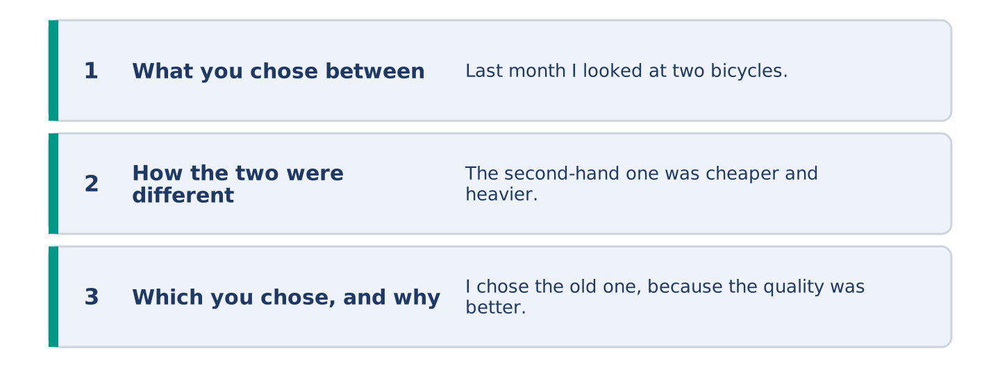 1 What you chose between Last month I looked at two bicycles.
2 How the two were
different
The second-hand one was cheaper and
heavier.
3 Which you chose, and why
I chose the old one, because the quality was
better.